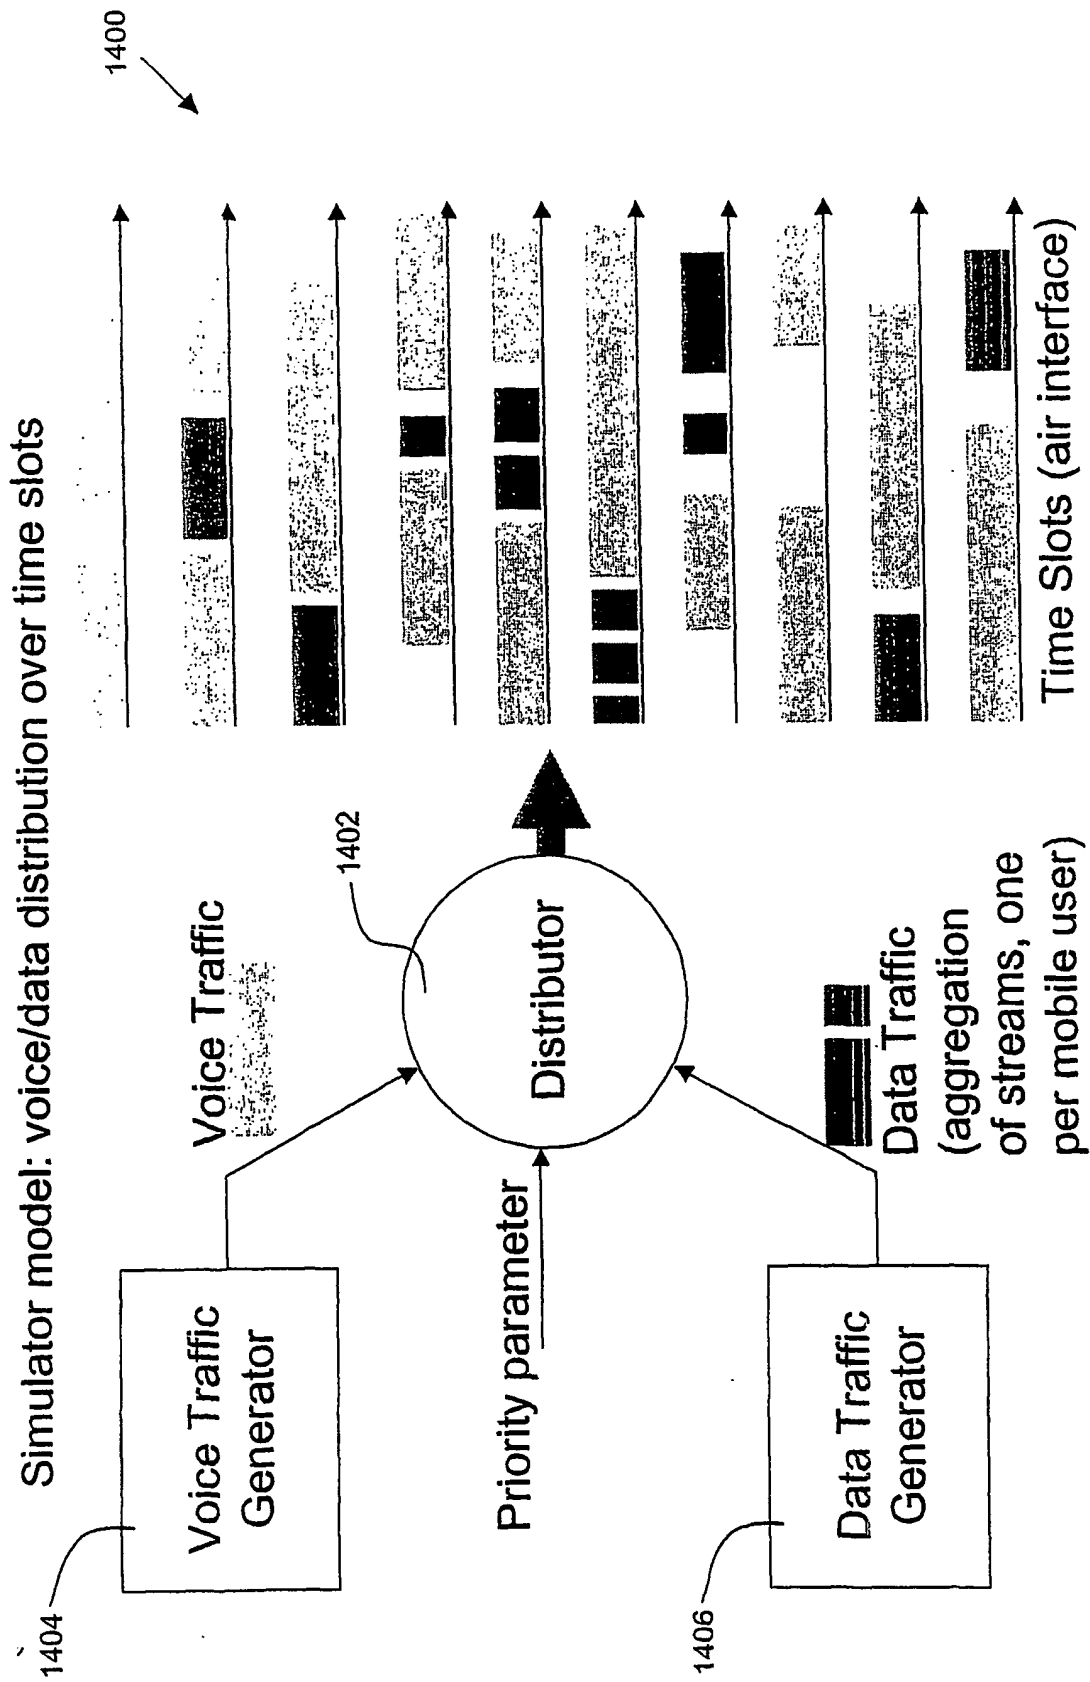 Simulator model: voice/data distribution over time slots
1400
1404
Voice Traffic
Generator
Voice Traffic
1402
Priority parameter
Distributor
1406
Data Traffic
Generator
Data Traffic
(aggregation
of streams, one
per mobile user)
Time Slots (air interface)